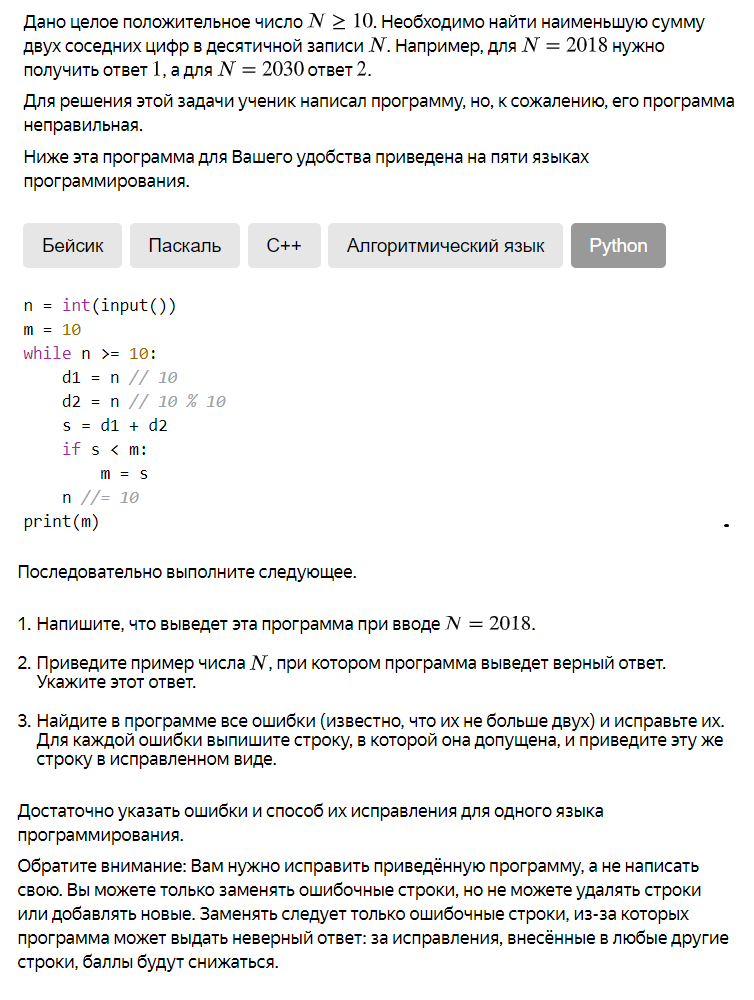 Дано целое положительное число N ≥ 10. Необходимо найти наименьшую сумму
двух соседних цифр в десятичной записи N. Например, для N = 2018 нужно
получить ответ 1, а для N = 2030 ответ 2.
Для решения этой задачи ученик написал программу, но, к сожалению, его программа
неправильная.
Ниже эта программа для Вашего удобства приведена на пяти языках
программирования.
Бейсик Паскаль C++ Алгоритмический язык Python
n = int(input())
m = 10
while n >= 10:
    d1 = n // 10
    d2 = n // 10 % 10
    s = d1 + d2
    if s < m:
        m = s
    n //= 10
print(m)
.
Последовательно выполните следующее.
1. Напишите, что выведет эта программа при вводе N = 2018.
2. Приведите пример числа N, при котором программа выведет верный ответ.
Укажите этот ответ.
3. Найдите в программе все ошибки (известно, что их не больше двух) и исправьте их.
Для каждой ошибки выпишите строку, в которой она допущена, и приведите эту же
строку в исправленном виде.
Достаточно указать ошибки и способ их исправления для одного языка
программирования.
Обратите внимание: Вам нужно исправить приведённую программу, а не написать
свою. Вы можете только заменять ошибочные строки, но не можете удалять строки
или добавлять новые. Заменять следует только ошибочные строки, из-за которых
программа может выдать неверный ответ: за исправления, внесённые в любые другие
строки, баллы будут снижаться.